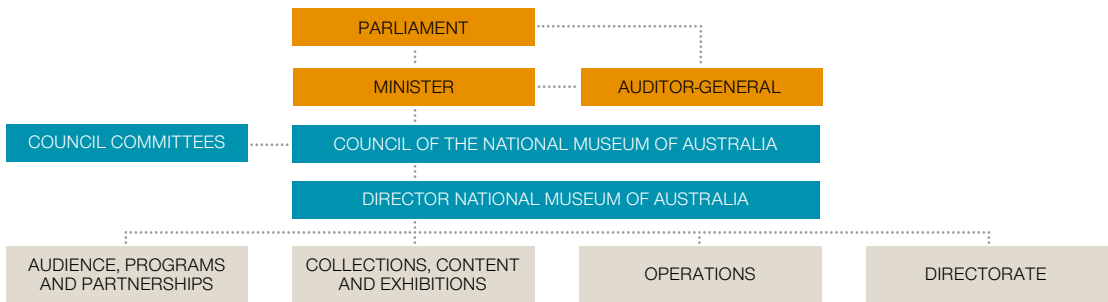 PARLIAMENT
MINISTER
AUDITOR-GENERAL
COUNCIL COMMITTEES
COUNCIL OF THE NATIONAL MUSEUM OF AUSTRALIA
DIRECTOR NATIONAL MUSEUM OF AUSTRALIA
AUDIENCE, PROGRAMS
AND PARTNERSHIPS
COLLECTIONS, CONTENT
AND EXHIBITIONS
OPERATIONS
DIRECTORATE